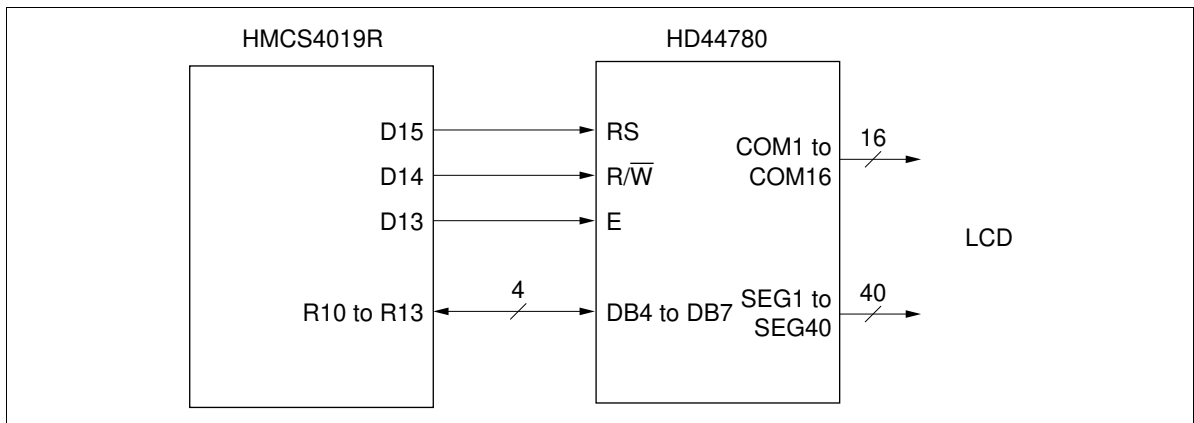 HMCS4019R
HD44780
D15
RS
D14
R/W̅
D13
E
R10 to R13
4
DB4 to DB7
COM1 to
COM16
16
SEG1 to
SEG40
40
LCD